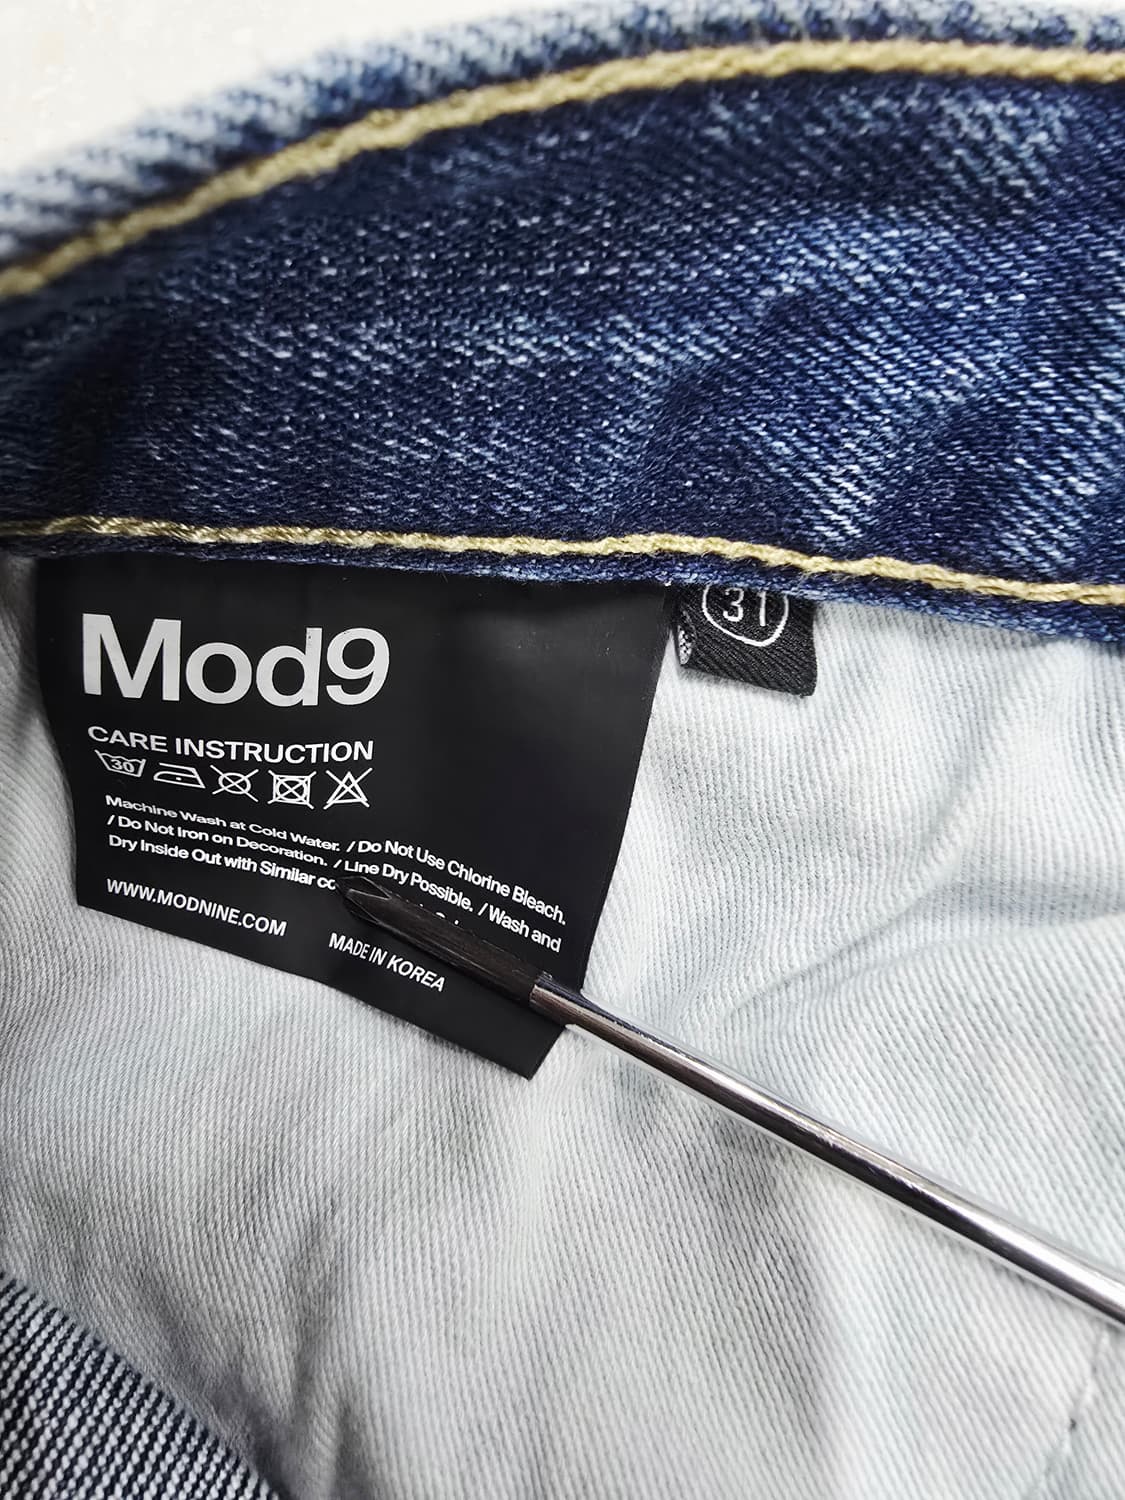 Mod9
31
CARE INSTRUCTION
30
Machine Wash at Cold Water. / Do Not Use Chlorine Bleach.
/ Do Not Iron on Decoration. / Line Dry Possible. / Wash and
Dry Inside Out with Similar
WWW.MODNINE.COM
MADE IN KOREA